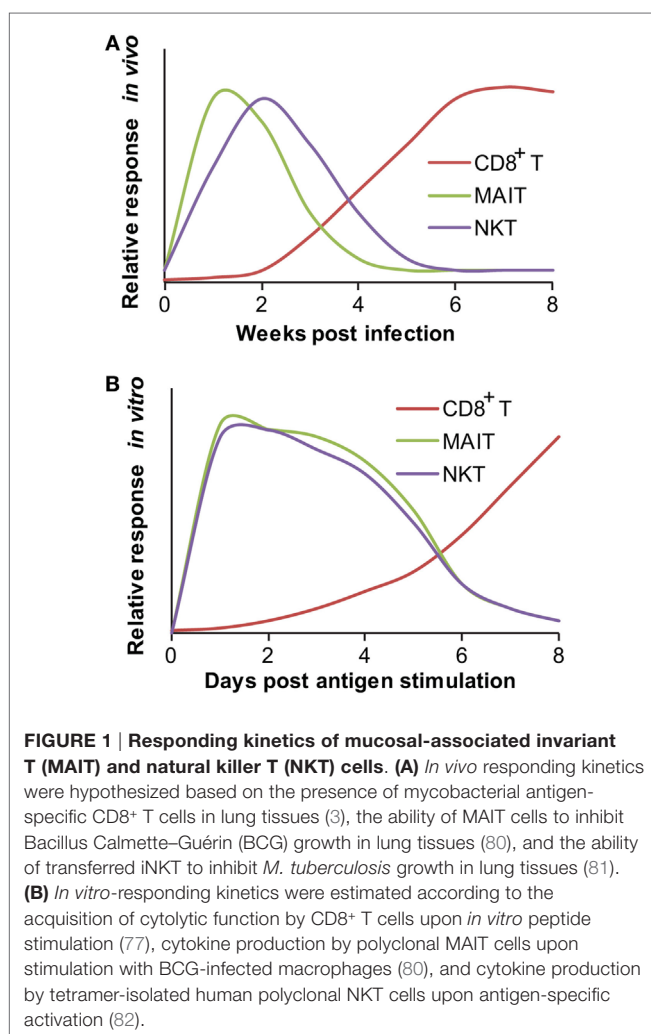 A
Relative response in vivo
CD8+ T
MAIT
NKT
0 2 4 6 8
Weeks post infection
B
Relative response in vitro
CD8+ T
MAIT
NKT
0 2 4 6 8
Days post antigen stimulation
FIGURE 1 | Responding kinetics of mucosal-associated invariant
T (MAIT) and natural killer T (NKT) cells. (A) In vivo responding kinetics
were hypothesized based on the presence of mycobacterial antigen-
specific CD8+ T cells in lung tissues (3), the ability of MAIT cells to inhibit
Bacillus Calmette–Guérin (BCG) growth in lung tissues (80), and the ability
of transferred iNKT to inhibit M. tuberculosis growth in lung tissues (81).
(B) In vitro-responding kinetics were estimated according to the
acquisition of cytolytic function by CD8+ T cells upon in vitro peptide
stimulation (77), cytokine production by polyclonal MAIT cells upon
stimulation with BCG-infected macrophages (80), and cytokine production
by tetramer-isolated human polyclonal NKT cells upon antigen-specific
activation (82).